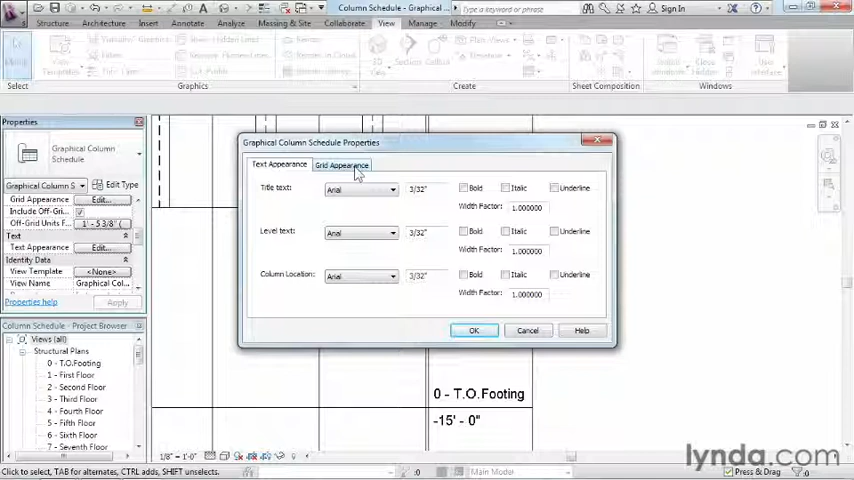 Column Schedule - Graphical ...
Type a keyword or phrase
Sign In
Structure
Architecture
Insert
Annotate
Analyze
Massing & Site
Collaborate
View
Manage
Modify
Select
Graphics
Create
Sheet Composition
Windows
Properties
Graphical Column
Schedule
Graphical Column S
Edit Type
Grid Appearance
Edit...
Include Off-Gri
Off-Grid Units F
1' - 5 3/8" (
Text
Text Appearance
Edit...
Identity Data
View Template
<None>
View Name
Graphical Col
Properties help
Apply
Column Schedule - Project Browser
Views (all)
Structural Plans
0 - T.O.Footing
1 - First Floor
2 - Second Floor
3 - Third Floor
4 - Fourth Floor
5 - Fifth Floor
6 - Sixth Floor
7 - Seventh Floor
Graphical Column Schedule Properties
Text Appearance
Grid Appearance
Title text:
Arial
3/32"
Bold
Italic
Underline
Width Factor:
1.000000
Level text:
Arial
3/32"
Bold
Italic
Underline
Width Factor:
1.000000
Column Location:
Arial
3/32"
Bold
Italic
Underline
Width Factor:
1.000000
OK
Cancel
Help
0 - T.O.Footing
-15' - 0"
1/8" = 1'-0"
Click to select, TAB for alternates, CTRL adds, SHIFT unselects.
:0
Main Model
Press & Drag
:0
lynda.com